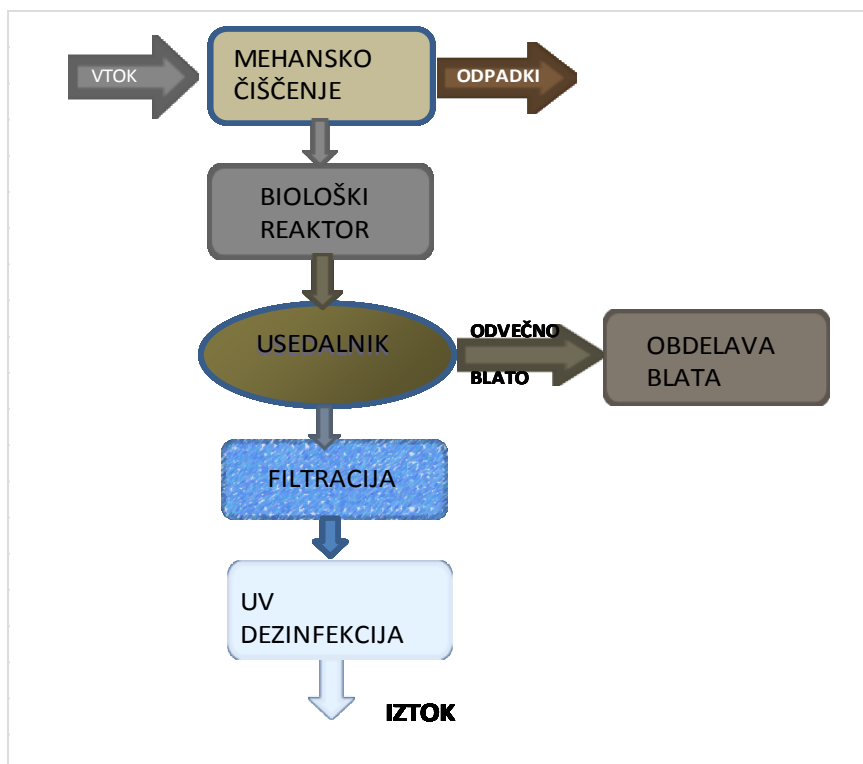 VTOK
MEHANSKO
ČIŠČENJE
ODPADKI
BIOLOŠKI
REAKTOR
USEDALNIK
ODVEČNO
BLATO
OBDELAVA
BLATA
FILTRACIJA
UV
DEZINFEKCIJA
IZTOK